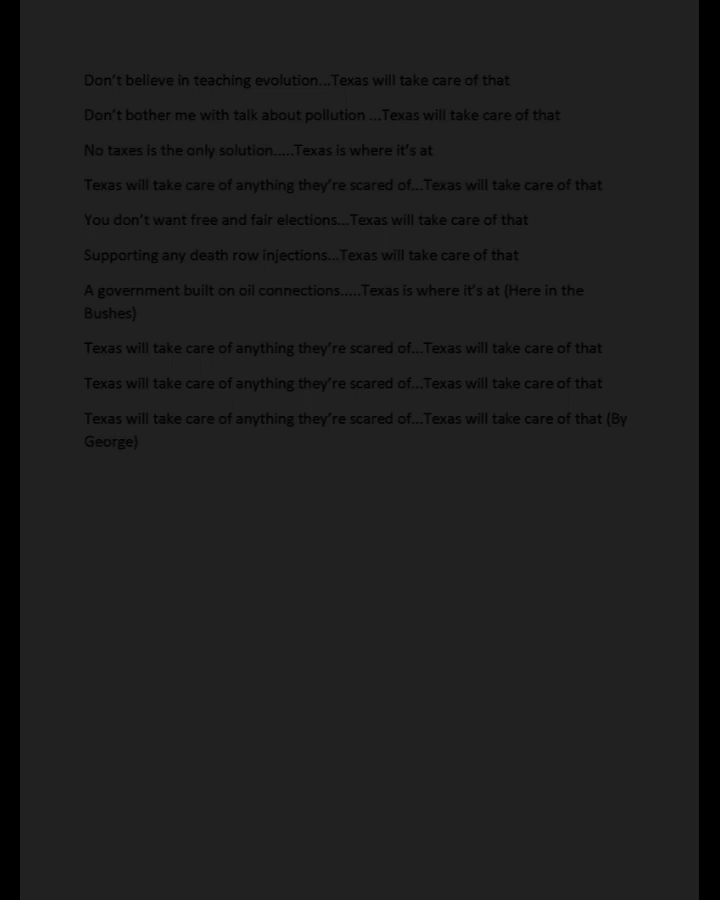 Don't believe in teaching evolution...Texas will take care of that
Don't bother me with talk about pollution ...Texas will take care of that
No taxes is the only solution.....Texas is where it's at
Texas will take care of anything they're scared of...Texas will take care of that
You don't want free and fair elections...Texas will take care of that
Supporting any death row injections...Texas will take care of that
A government built on oil connections.....Texas is where it's at (Here in the
Bushes)
Texas will take care of anything they're scared of...Texas will take care of that
Texas will take care of anything they're scared of...Texas will take care of that
Texas will take care of anything they're scared of...Texas will take care of that (By
George)